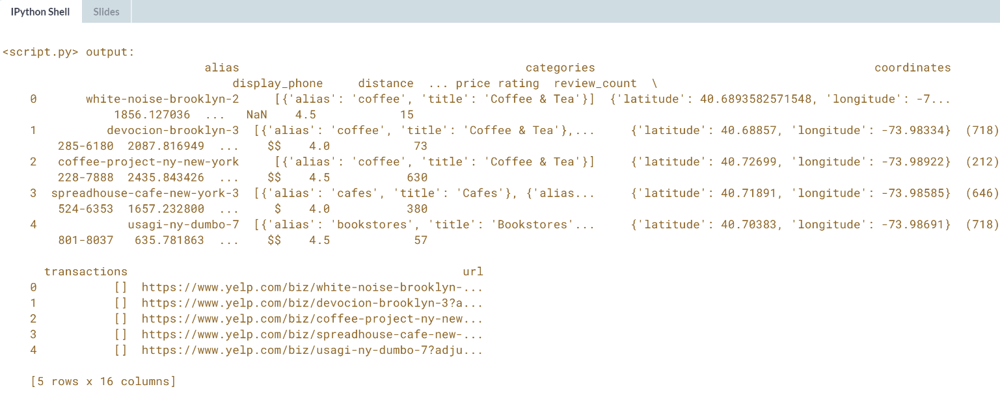 IPython Shell Slides
<script.py> output:
alias categories coordinates
display_phone distance ... price rating review_count \
0 white-noise-brooklyn-2 [{'alias': 'coffee', 'title': 'Coffee & Tea'}] {'latitude': 40.6893582571548, 'longitude': -7...
1856.127036 ... NaN 4.5 15
1 devocion-brooklyn-3 [{'alias': 'coffee', 'title': 'Coffee & Tea'},... {'latitude': 40.68857, 'longitude': -73.98334} (718)
285-6180 2087.816949 ... $$ 4.0 73
2 coffee-project-ny-new-york [{'alias': 'coffee', 'title': 'Coffee & Tea'}] {'latitude': 40.72699, 'longitude': -73.98922} (212)
228-7888 2435.843426 ... $$ 4.5 630
3 spreadhouse-cafe-new-york-3 [{'alias': 'cafes', 'title': 'Cafes'}, {'alias... {'latitude': 40.71891, 'longitude': -73.98585} (646)
524-6353 1657.232800 ... $ 4.0 380
4 usagi-ny-dumbo-7 [{'alias': 'bookstores', 'title': 'Bookstores'... {'latitude': 40.70383, 'longitude': -73.98691} (718)
801-8037 635.781863 ... $$ 4.5 57
transactions url
0 [] https://www.yelp.com/biz/white-noise-brooklyn-...
1 [] https://www.yelp.com/biz/devocion-brooklyn-3?a...
2 [] https://www.yelp.com/biz/coffee-project-ny-new...
3 [] https://www.yelp.com/biz/spreadhouse-cafe-new-...
4 [] https://www.yelp.com/biz/usagi-ny-dumbo-7?adju...
[5 rows x 16 columns]